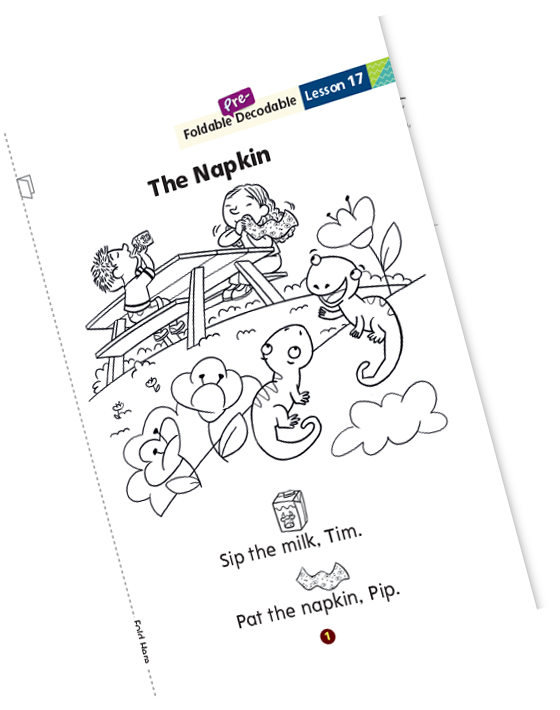 Pre-
Foldable Decodable Lesson 17
The Napkin
Sip the milk, Tim.
Pat the napkin, Pip.
1
Fold Here